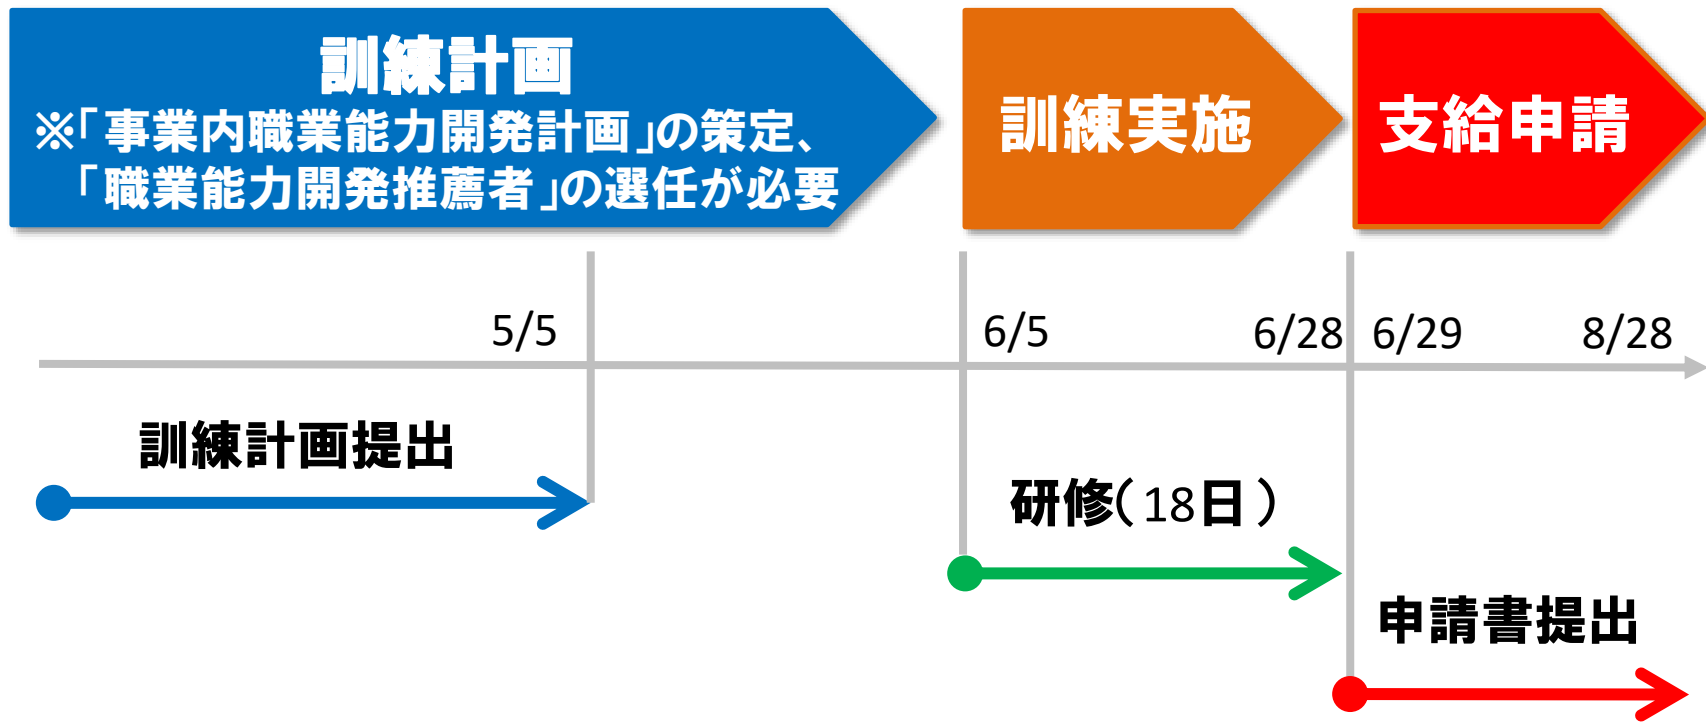 訓練計画
※「事業内職業能力開発計画」の策定、
「職業能力開発推薦者」の選任が必要
訓練実施
支給申請
5/5
6/5
6/28
6/29
8/28
訓練計画提出
研修(18日)
申請書提出